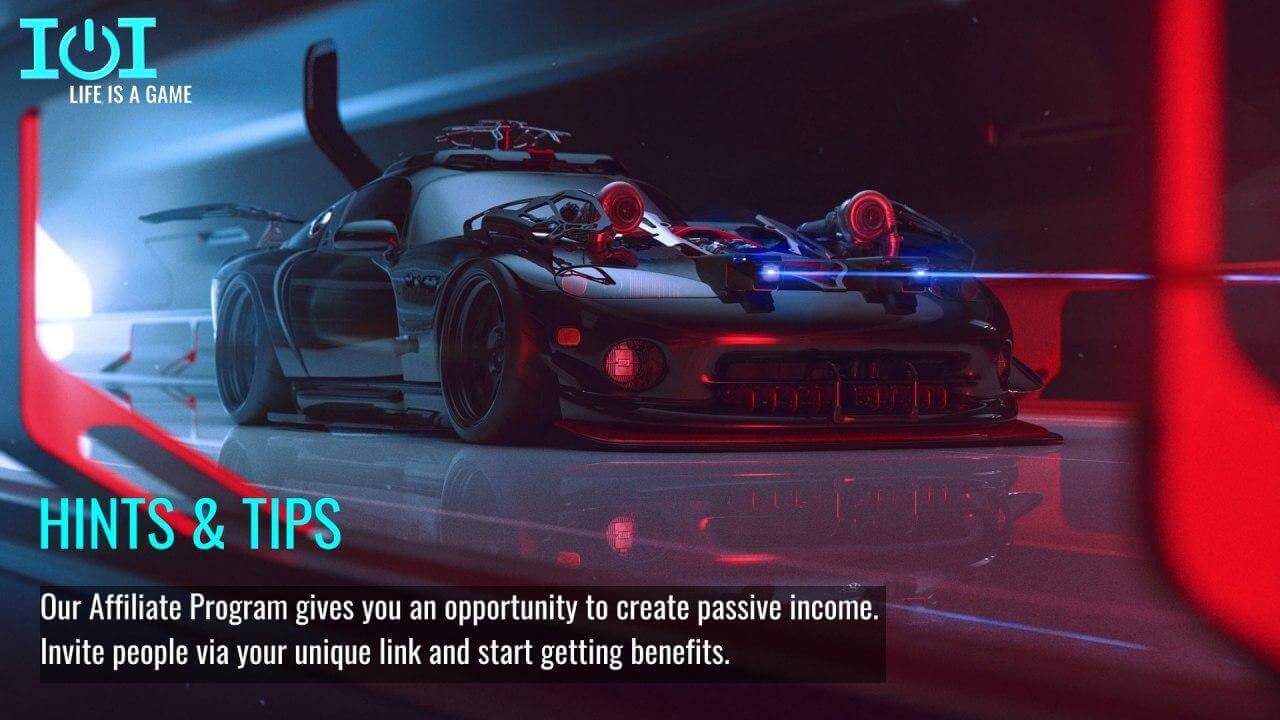 IOI
LIFE IS A GAME
HINTS & TIPS
Our Affiliate Program gives you an opportunity to create passive income.
Invite people via your unique link and start getting benefits.